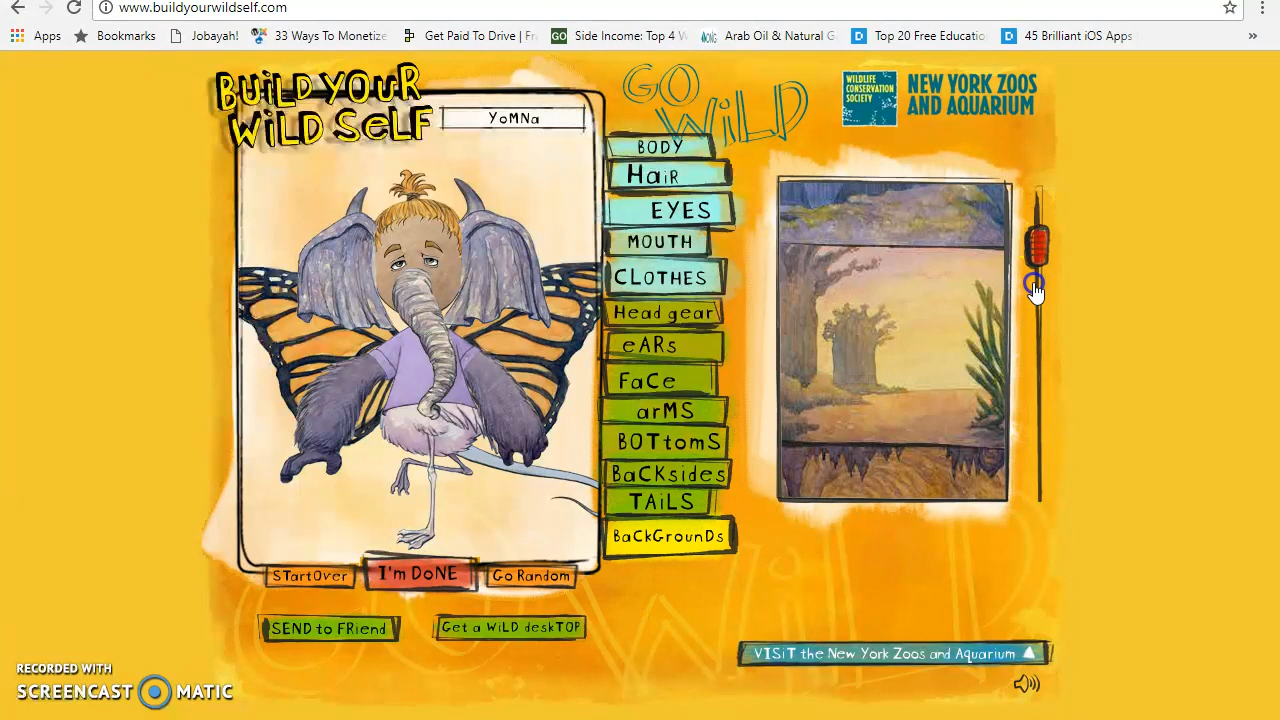 www.buildyourwildself.com
Apps Bookmarks Jobayah! 33 Ways To Monetize Get Paid To Drive | Fr GO Side Income: Top 4 W Arab Oil & Natural G D Top 20 Free Educatio D 45 Brilliant iOS Apps »
BUiLD YOuR
WiLD SeLF
YoMNa
GO
WiLD
WILDLIFE
CONSERVATION
SOCIETY
NEW YORK ZOOS
AND AQUARIUM
BODY
HaiR
EYES
MOUTH
CLOTHES
Head gear
eARs
FaCe
arMS
BOTtomS
BaCKsides
TAiLS
BaCKGrounDs
STartOver
I'm DoNE
Go Random
SEND to FRiend
Get a WiLD deskTOP
GO WiLD
VISiT the New York Zoos and Aquarium
RECORDED WITH
SCREENCAST MATIC